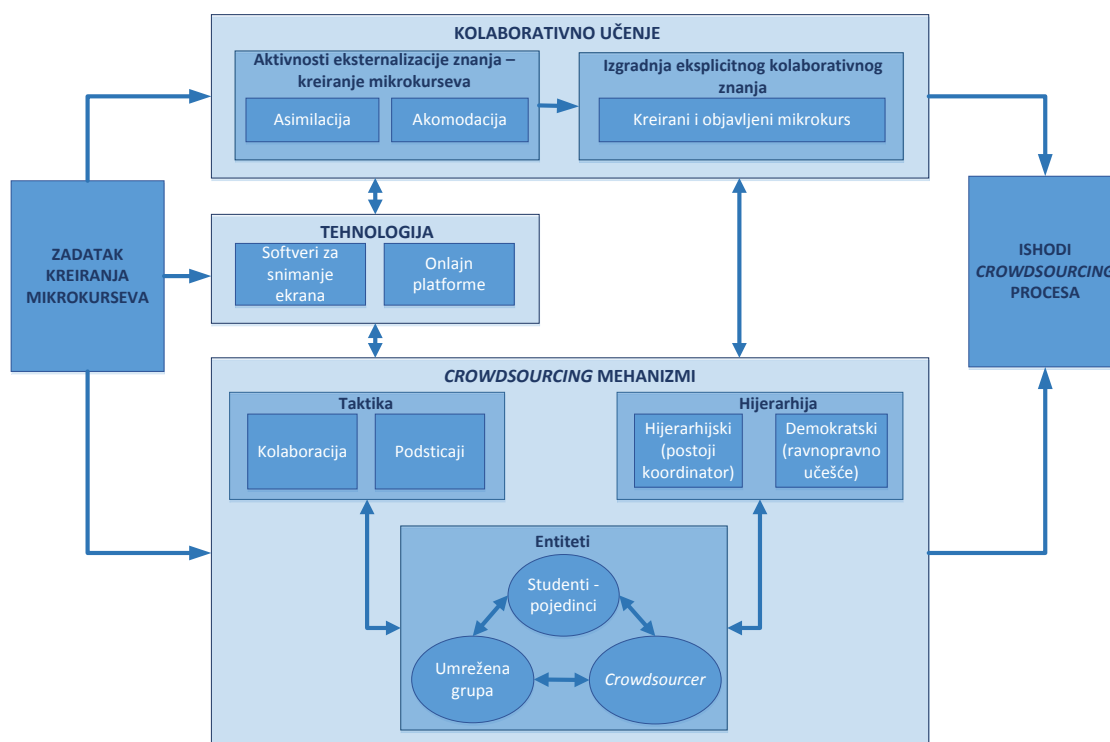 KOLABORATIVNO UČENJE
Aktivnosti eksternalizacije znanja –
kreiranje mikrokurseva
Asimilacija
Akomodacija
Izgradnja eksplicitnog kolaborativnog
znanja
Kreirani i objavljeni mikrokurs
ZADATAK
KREIRANJA
MIKROKURSEVA
TEHNOLOGIJA
Softveri za
snimanje
ekrana
Onlajn
platforme
ISHODI
CROWDSOURCING
PROCESA
CROWDSOURCING MEHANIZMI
Taktika
Kolaboracija
Podsticaji
Hijerarhija
Hijerarhijski
(postoji
koordinator)
Demokratski
(ravnopravno
učešće)
Entiteti
Studenti -
pojedinci
Umrežena
grupa
Crowdsourcer